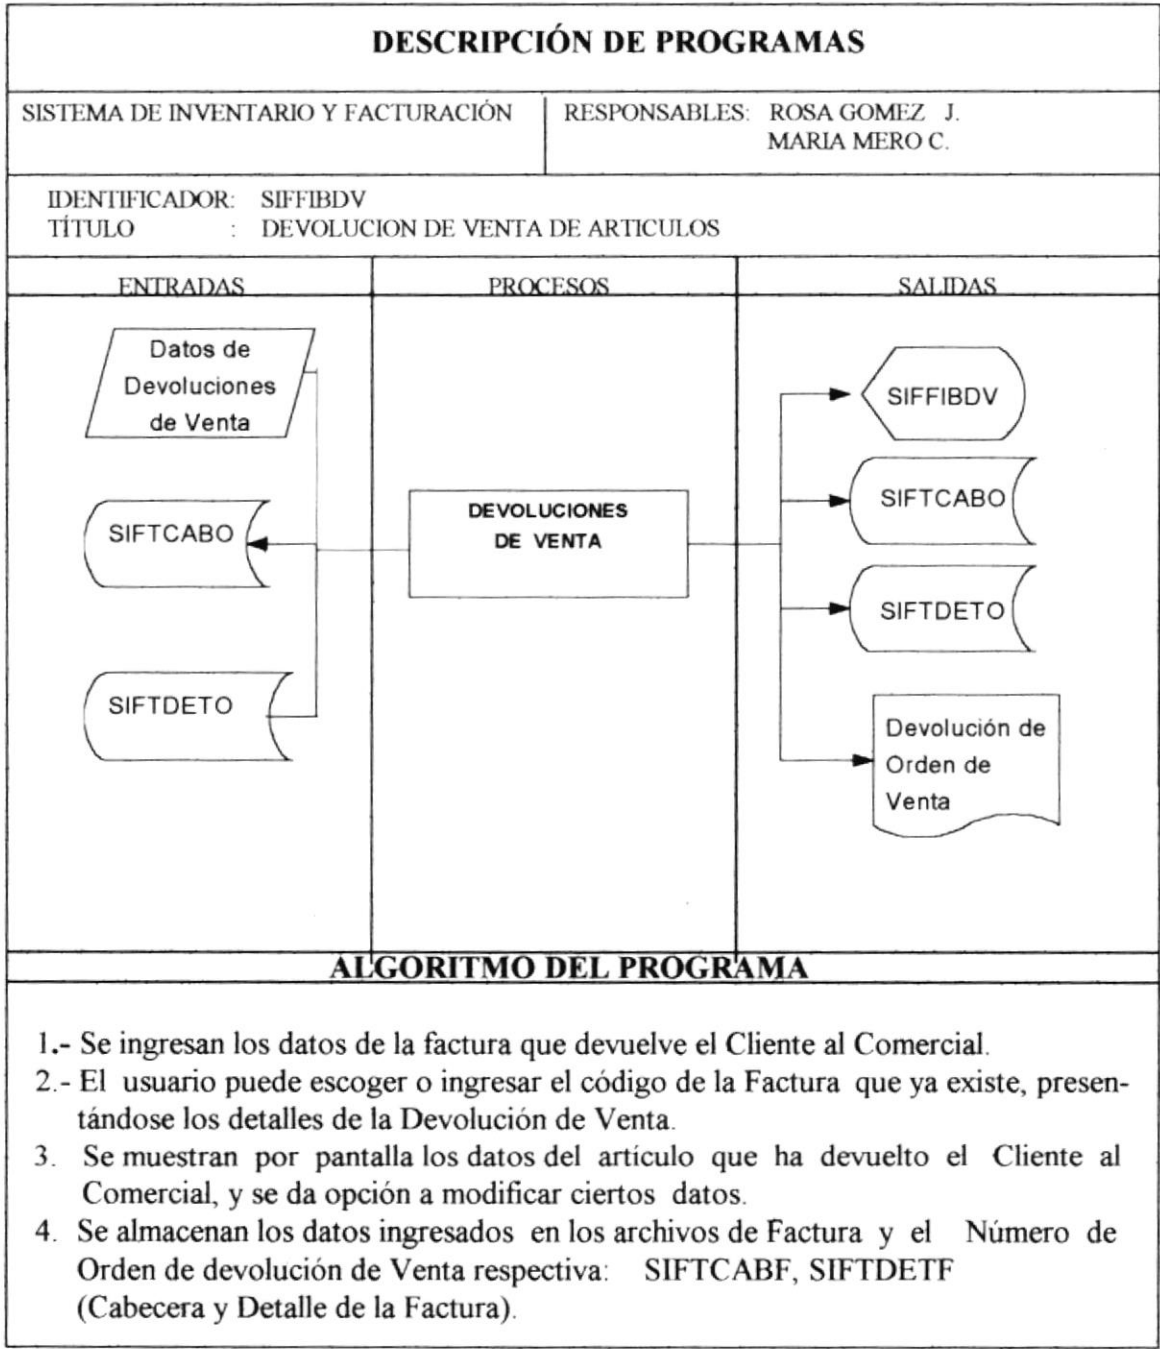 DESCRIPCIÓN DE PROGRAMAS
SISTEMA DE INVENTARIO Y FACTURACIÓN
RESPONSABLES: ROSA GOMEZ J.
MARIA MERO C.
IDENTIFICADOR: SIFFIBDV
TÍTULO : DEVOLUCION DE VENTA DE ARTICULOS
ENTRADAS
PROCESOS
SALIDAS
Datos de
Devoluciones
de Venta
SIFTCABO
SIFTDETO
DEVOLUCIONES
DE VENTA
SIFFIBDV
SIFTCABO
SIFTDETO
Devolución de
Orden de
Venta
ALGORITMO DEL PROGRAMA
1.- Se ingresan los datos de la factura que devuelve el Cliente al Comercial.
2.- El usuario puede escoger o ingresar el código de la Factura que ya existe, presen-
tándose los detalles de la Devolución de Venta.
3. Se muestran por pantalla los datos del artículo que ha devuelto el Cliente al
Comercial, y se da opción a modificar ciertos datos.
4. Se almacenan los datos ingresados en los archivos de Factura y el Número de
Orden de devolución de Venta respectiva: SIFTCABF, SIFTDETF
(Cabecera y Detalle de la Factura).